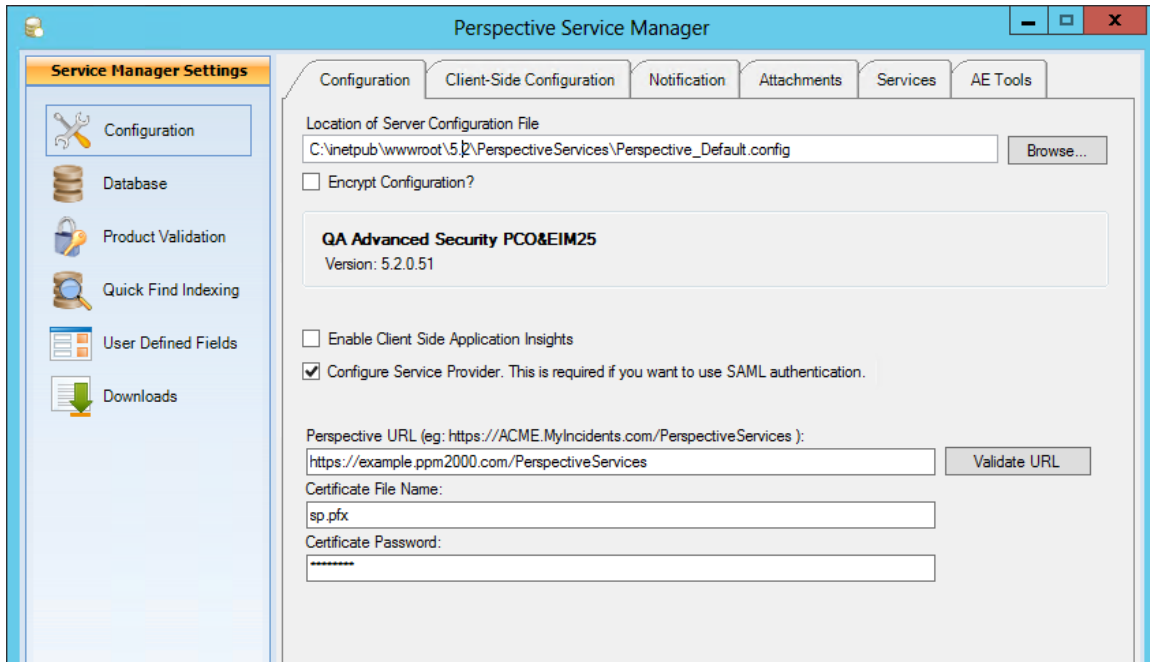 Perspective Service Manager
Service Manager Settings
Configuration
Database
Product Validation
Quick Find Indexing
User Defined Fields
Downloads
Configuration Client-Side Configuration Notification Attachments Services AE Tools
Location of Server Configuration File
C:\inetpub\wwwroot\5.2\PerspectiveServices\Perspective_Default.config Browse...
Encrypt Configuration?
QA Advanced Security PCO&EIM25
Version: 5.2.0.51
Enable Client Side Application Insights
Configure Service Provider. This is required if you want to use SAML authentication.
Perspective URL (eg: https://ACME.MyIncidents.com/PerspectiveServices ):
https://example.ppm2000.com/PerspectiveServices Validate URL
Certificate File Name:
sp.pfx
Certificate Password:
********